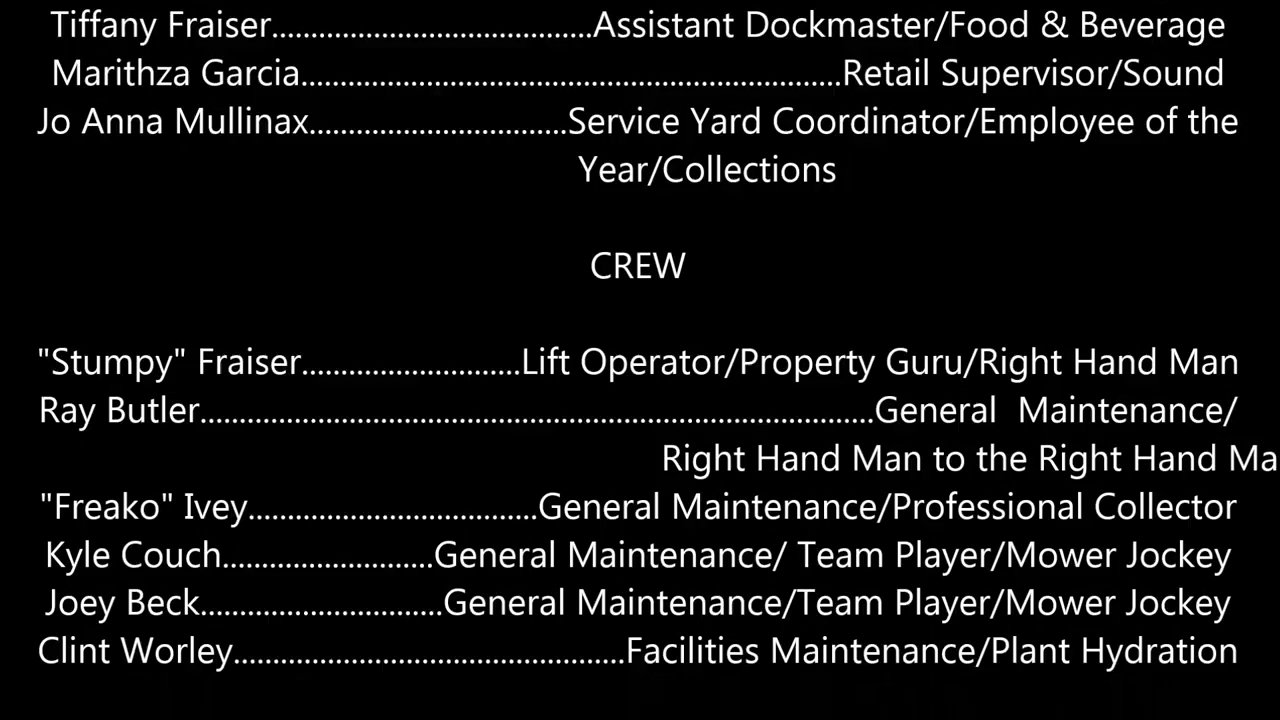 Tiffany Fraiser.........................................Assistant Dockmaster/Food & Beverage
Marithza Garcia.....................................................................Retail Supervisor/Sound
Jo Anna Mullinax.................................Service Yard Coordinator/Employee of the
Year/Collections
CREW
"Stumpy" Fraiser............................Lift Operator/Property Guru/Right Hand Man
Ray Butler......................................................................................General  Maintenance/
Right Hand Man to the Right Hand Ma
"Freako" Ivey.....................................General Maintenance/Professional Collector
Kyle Couch...........................General Maintenance/ Team Player/Mower Jockey
Joey Beck...............................General Maintenance/Team Player/Mower Jockey
Clint Worley..................................................Facilities Maintenance/Plant Hydration